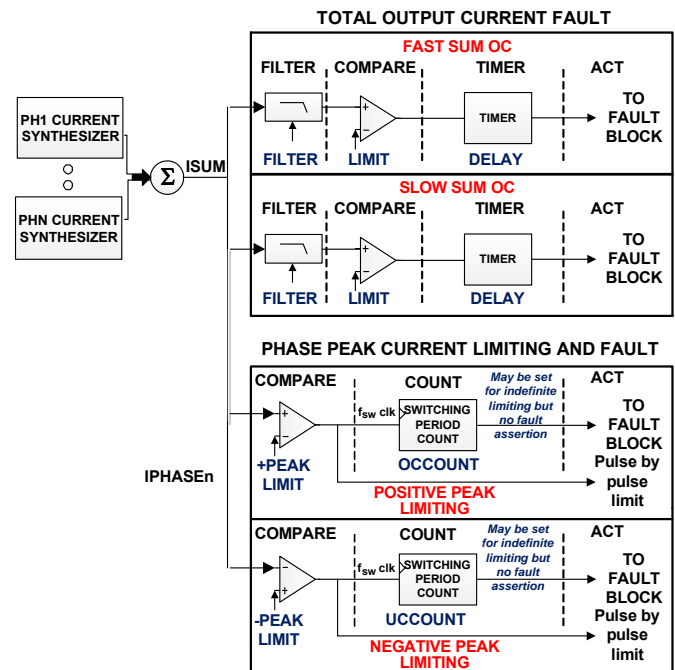 TOTAL OUTPUT CURRENT FAULT
FAST SUM OC
FILTER COMPARE TIMER ACT
PH1 CURRENT
SYNTHESIZER
PHN CURRENT
SYNTHESIZER
Σ
ISUM
+
−
TIMER
TO
FAULT
BLOCK
FILTER LIMIT DELAY
SLOW SUM OC
FILTER COMPARE TIMER ACT
+
−
TIMER
TO
FAULT
BLOCK
FILTER LIMIT DELAY
PHASE PEAK CURRENT LIMITING AND FAULT
COMPARE COUNT ACT
May be set
for indefinite
limiting but
no fault
assertion
+
−
fsw clk
SWITCHING
PERIOD
COUNT
TO
FAULT
BLOCK
+PEAK
LIMIT
OCCOUNT
Pulse by
pulse
limit
POSITIVE PEAK
LIMITING
IPHASEn
COMPARE COUNT ACT
May be set
for indefinite
limiting but
no fault
assertion
−
+
fsw clk
SWITCHING
PERIOD
COUNT
TO
FAULT
BLOCK
-PEAK
LIMIT
UCCOUNT
Pulse by
pulse
limit
NEGATIVE PEAK
LIMITING